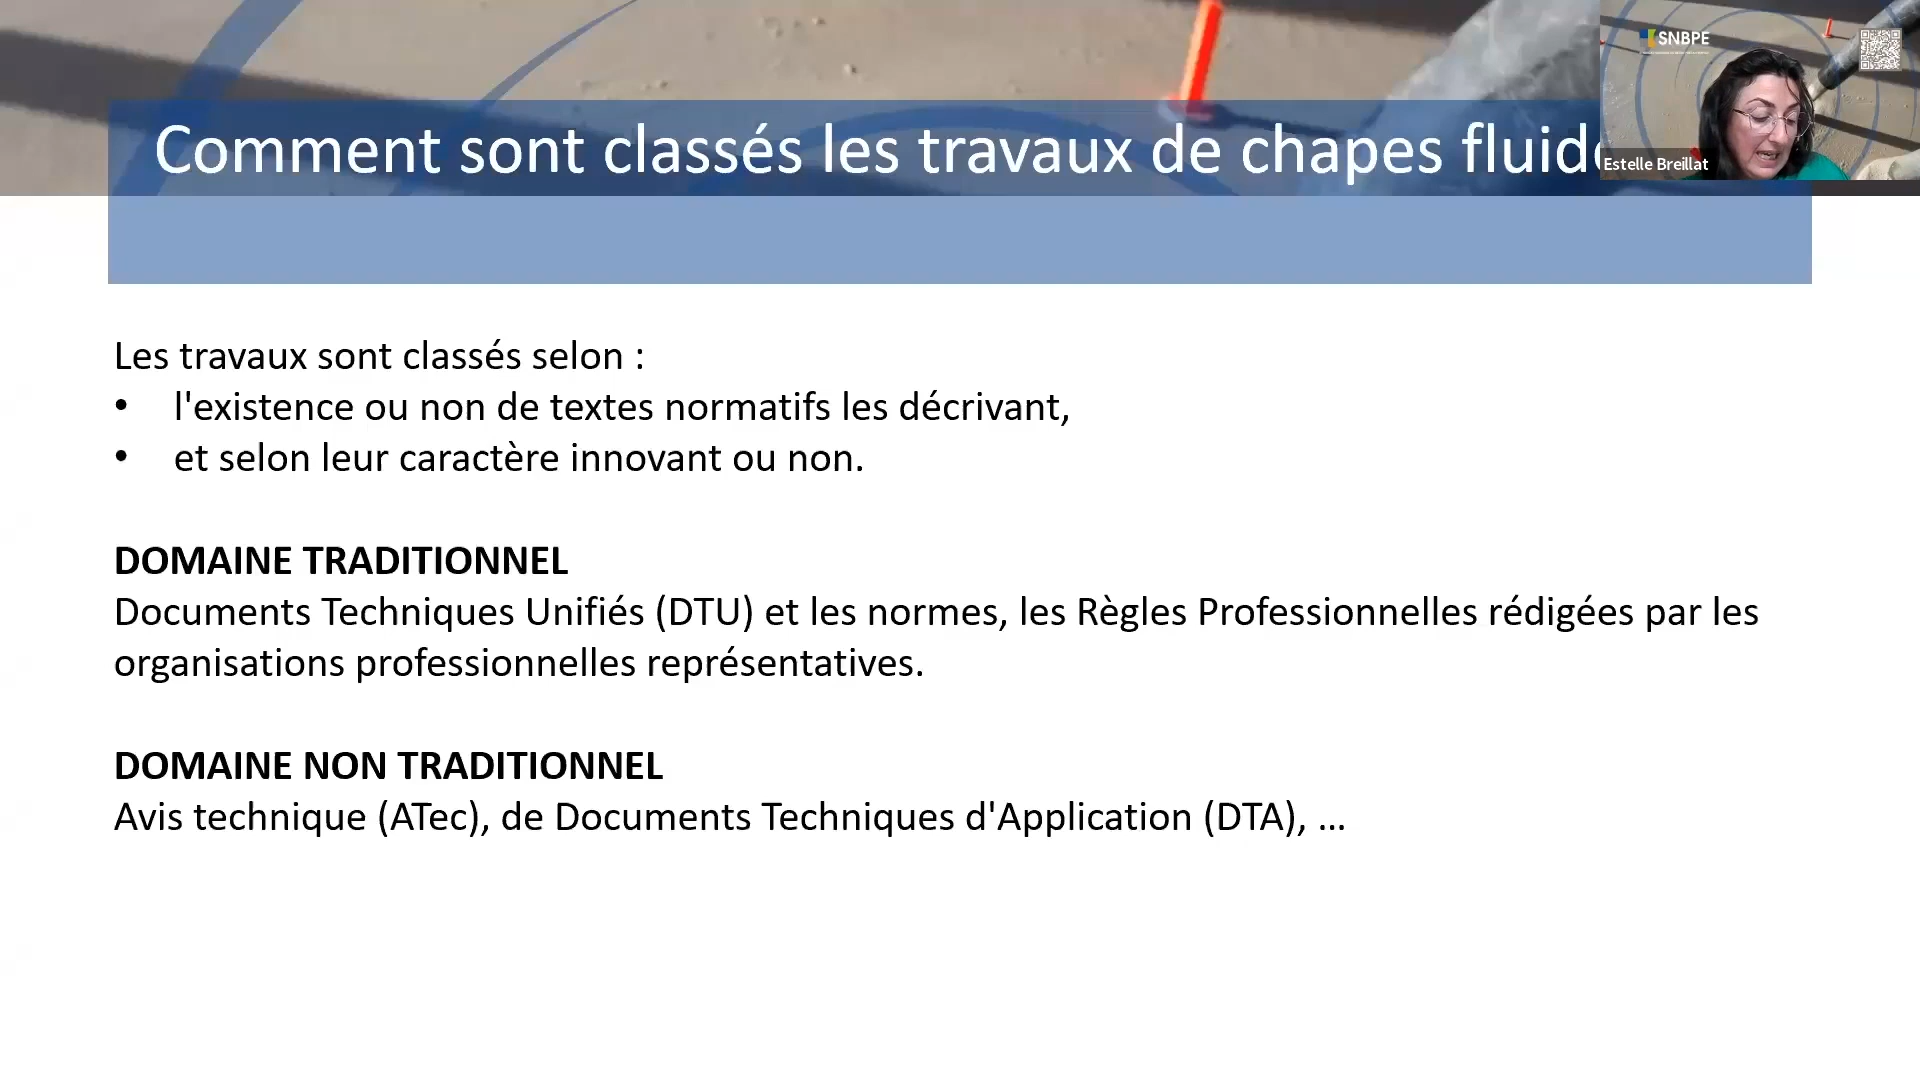 Comment sont classés les travaux de chapes
SNBPE
Estelle Breillat
Les travaux sont classés selon :
• l'existence ou non de textes normatifs les décrivant,
• et selon leur caractère innovant ou non.
DOMAINE TRADITIONNEL
Documents Techniques Unifiés (DTU) et les normes, les Règles Professionnelles rédigées par les
organisations professionnelles représentatives.
DOMAINE NON TRADITIONNEL
Avis technique (ATec), de Documents Techniques d'Application (DTA), ...